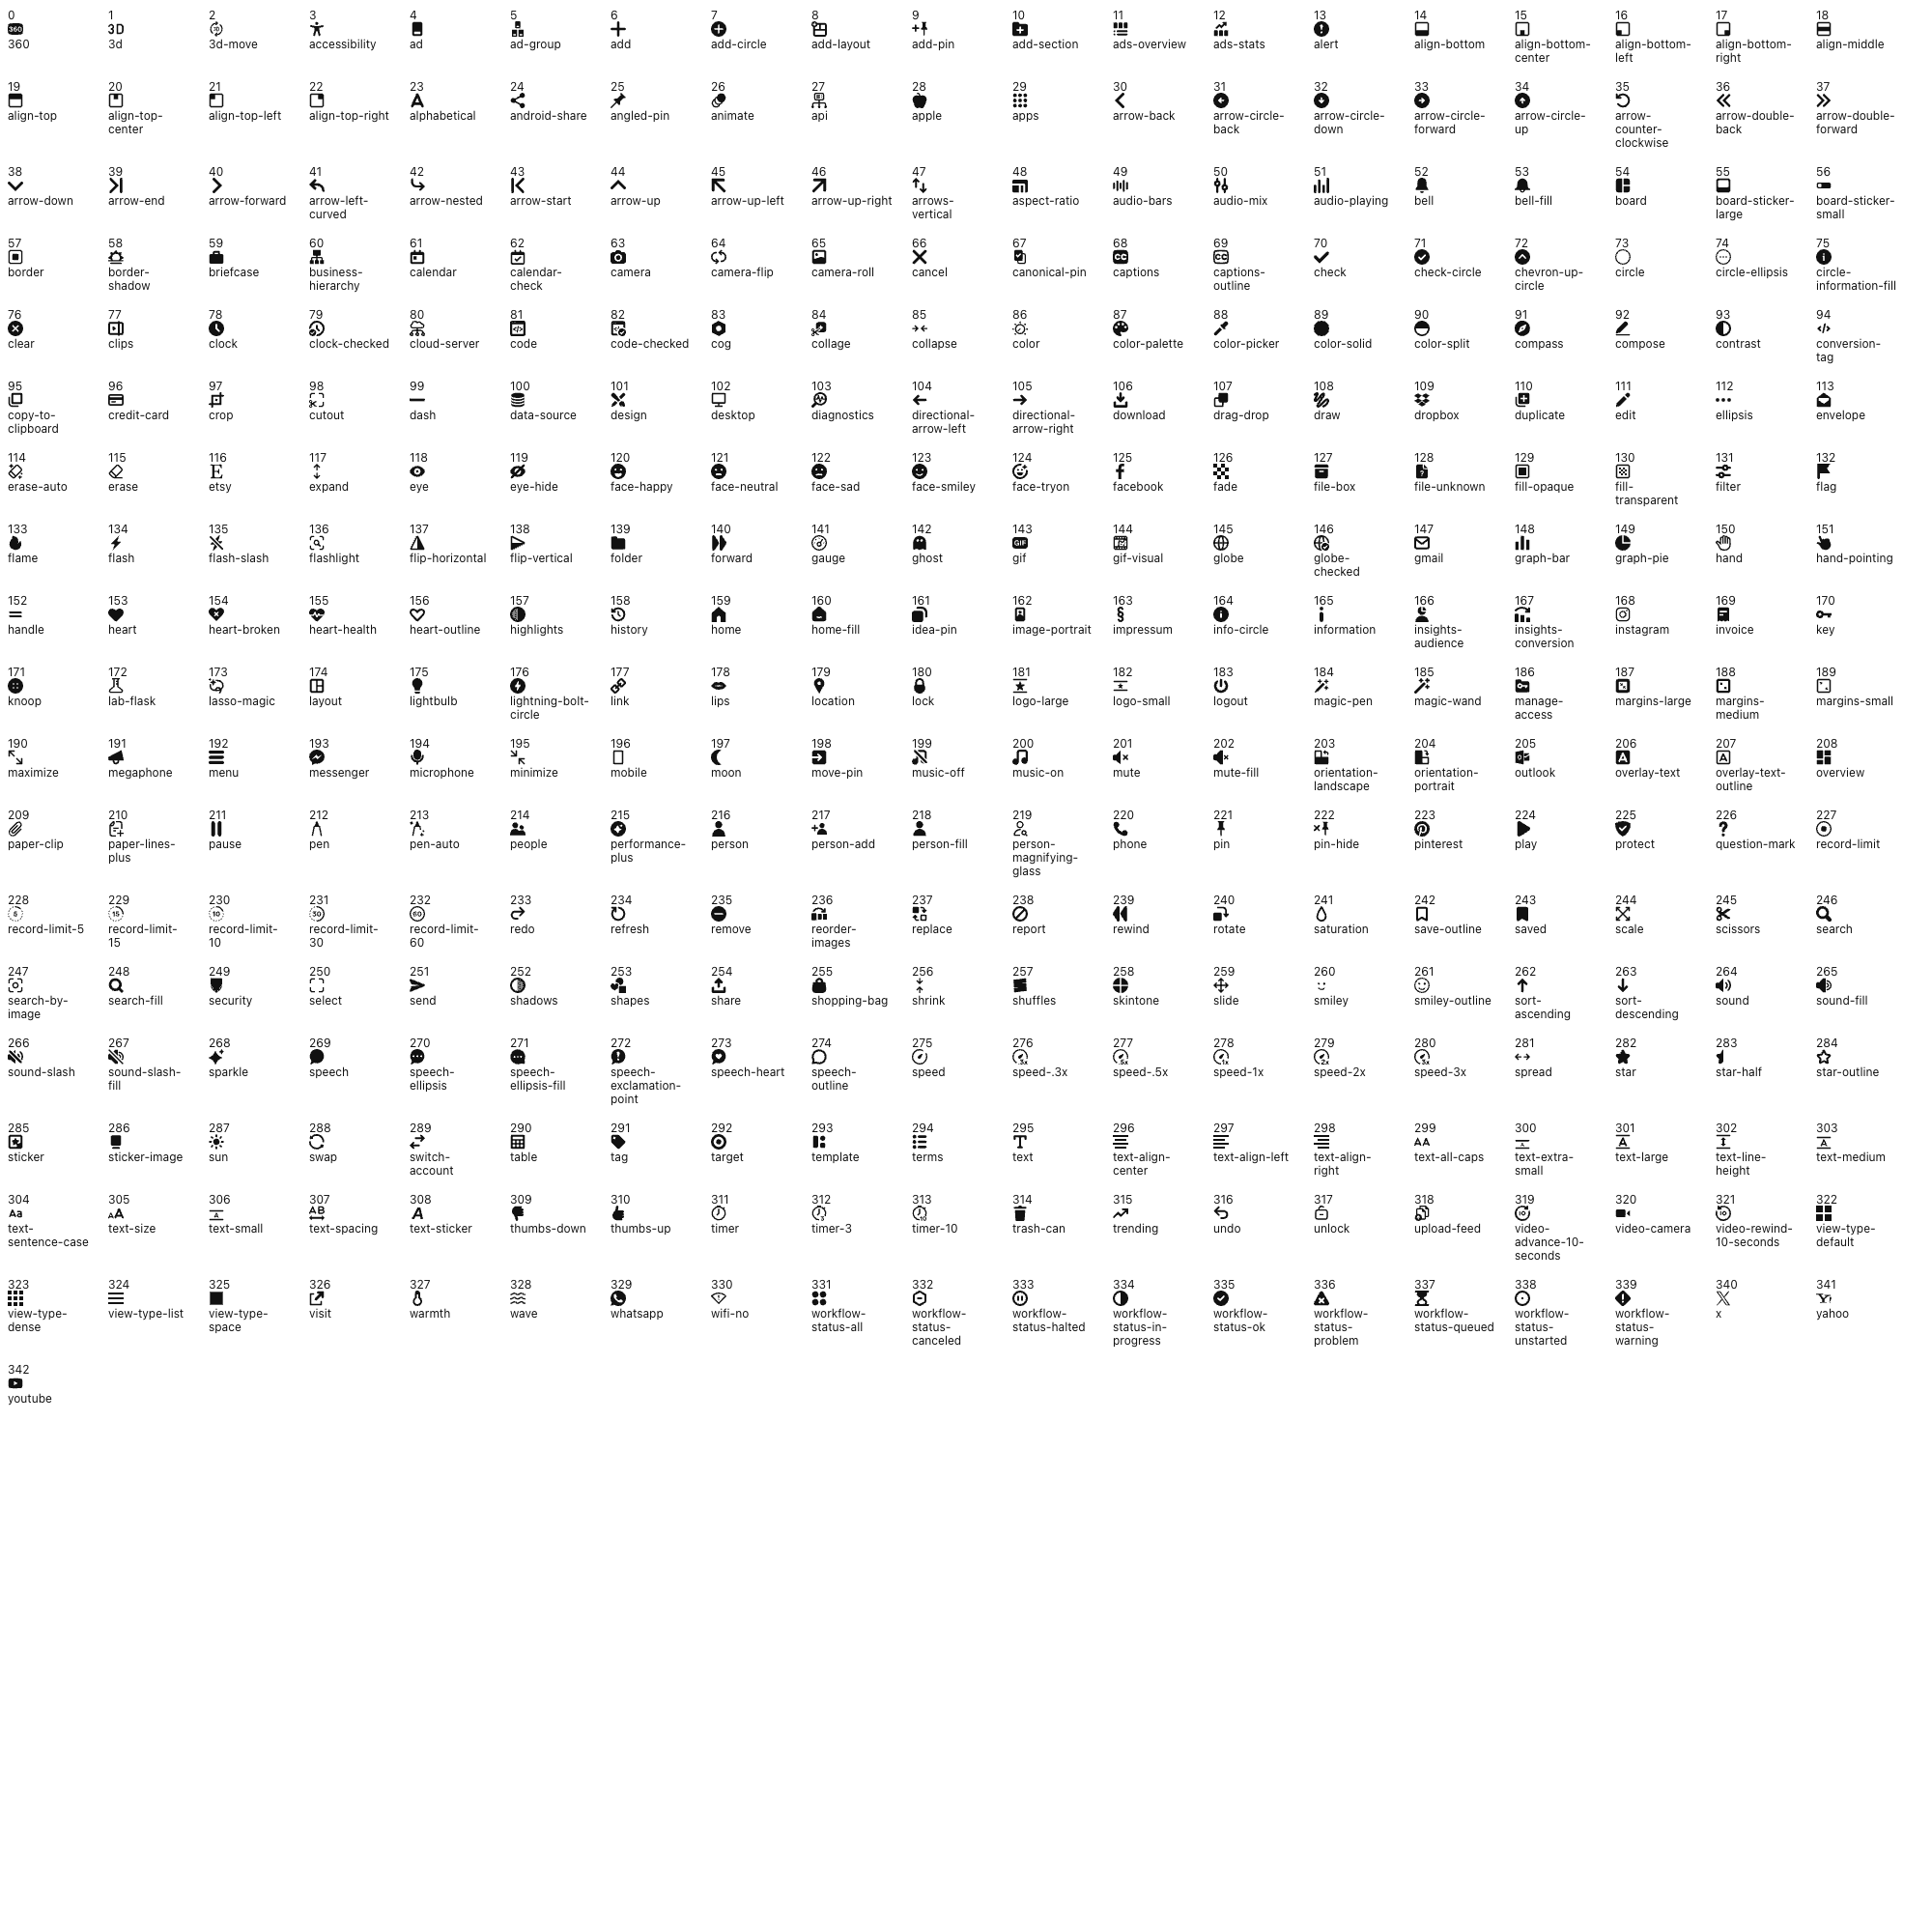 0 1 2 3 4 5 6 7 8 9 10 11 12 13 14 15 16 17 18
360 3d 3d-move accessibility ad ad-group add add-circle add-layout add-pin add-section ads-overview ads-stats alert align-bottom align-bottom- align-bottom- align-bottom- align-middle
center left right
19 20 21 22 23 24 25 26 27 28 29 30 31 32 33 34 35 36 37
align-top align-top- align-top-left align-top-right alphabetical android-share angled-pin animate api apple apps arrow-back arrow-circle- arrow-circle- arrow-circle- arrow-circle- arrow- arrow-double- arrow-double-
center back down forward up counter- back forward
clockwise
38 39 40 41 42 43 44 45 46 47 48 49 50 51 52 53 54 55 56
arrow-down arrow-end arrow-forward arrow-left- arrow-nested arrow-start arrow-up arrow-up-left arrow-up-right arrows- aspect-ratio audio-bars audio-mix audio-playing bell bell-fill board board-sticker- board-sticker-
curved vertical large small
57 58 59 60 61 62 63 64 65 66 67 68 69 70 71 72 73 74 75
border border- briefcase business- calendar calendar- camera camera-flip camera-roll cancel canonical-pin captions captions- check check-circle chevron-up- circle circle-ellipsis circle-
shadow hierarchy check outline circle information-fill
76 77 78 79 80 81 82 83 84 85 86 87 88 89 90 91 92 93 94
clear clips clock clock-checked cloud-server code code-checked cog collage collapse color color-palette color-picker color-solid color-split compass compose contrast conversion-
tag
95 96 97 98 99 100 101 102 103 104 105 106 107 108 109 110 111 112 113
copy-to- credit-card crop cutout dash data-source design desktop diagnostics directional- directional- download drag-drop draw dropbox duplicate edit ellipsis envelope
clipboard arrow-left arrow-right
114 115 116 117 118 119 120 121 122 123 124 125 126 127 128 129 130 131 132
erase-auto erase etsy expand eye eye-hide face-happy face-neutral face-sad face-smiley face-tryon facebook fade file-box file-unknown fill-opaque fill- filter flag
transparent
133 134 135 136 137 138 139 140 141 142 143 144 145 146 147 148 149 150 151
flame flash flash-slash flashlight flip-horizontal flip-vertical folder forward gauge ghost gif gif-visual globe globe- gmail graph-bar graph-pie hand hand-pointing
checked
152 153 154 155 156 157 158 159 160 161 162 163 164 165 166 167 168 169 170
handle heart heart-broken heart-health heart-outline highlights history home home-fill idea-pin image-portrait impressum info-circle information insights- insights- instagram invoice key
audience conversion
171 172 173 174 175 176 177 178 179 180 181 182 183 184 185 186 187 188 189
knoop lab-flask lasso-magic layout lightbulb lightning-bolt- link lips location lock logo-large logo-small logout magic-pen magic-wand manage- margins-large margins- margins-small
circle access medium
190 191 192 193 194 195 196 197 198 199 200 201 202 203 204 205 206 207 208
maximize megaphone menu messenger microphone minimize mobile moon move-pin music-off music-on mute mute-fill orientation- orientation- outlook overlay-text overlay-text- overview
landscape portrait outline
209 210 211 212 213 214 215 216 217 218 219 220 221 222 223 224 225 226 227
paper-clip paper-lines- pause pen pen-auto people performance- person person-add person-fill person- phone pin pin-hide pinterest play protect question-mark record-limit
plus plus magnifying-
glass
228 229 230 231 232 233 234 235 236 237 238 239 240 241 242 243 244 245 246
record-limit-5 record-limit- record-limit- record-limit- record-limit- redo refresh remove reorder- replace report rewind rotate saturation save-outline saved scale scissors search
15 10 30 60 images
247 248 249 250 251 252 253 254 255 256 257 258 259 260 261 262 263 264 265
search-by- search-fill security select send shadows shapes share shopping-bag shrink shuffles skintone slide smiley smiley-outline sort- sort- sound sound-fill
image ascending descending
266 267 268 269 270 271 272 273 274 275 276 277 278 279 280 281 282 283 284
sound-slash sound-slash- sparkle speech speech- speech- speech- speech-heart speech- speed speed-.3x speed-.5x speed-1x speed-2x speed-3x spread star star-half star-outline
fill ellipsis ellipsis-fill exclamation- outline
point
285 286 287 288 289 290 291 292 293 294 295 296 297 298 299 300 301 302 303
sticker sticker-image sun swap switch- table tag target template terms text text-align- text-align-left text-align- text-all-caps text-extra- text-large text-line- text-medium
account center right small height
304 305 306 307 308 309 310 311 312 313 314 315 316 317 318 319 320 321 322
text- text-size text-small text-spacing text-sticker thumbs-down thumbs-up timer timer-3 timer-10 trash-can trending undo unlock upload-feed video- video-camera video-rewind- view-type-
sentence-case advance-10- 10-seconds default
seconds
323 324 325 326 327 328 329 330 331 332 333 334 335 336 337 338 339 340 341
view-type- view-type-list view-type- visit warmth wave whatsapp wifi-no workflow- workflow- workflow- workflow- workflow- workflow- workflow- workflow- workflow- x yahoo
dense space status-all status- status-halted status-in- status-ok status- status-queued status- status-
canceled progress problem unstarted warning
342
youtube